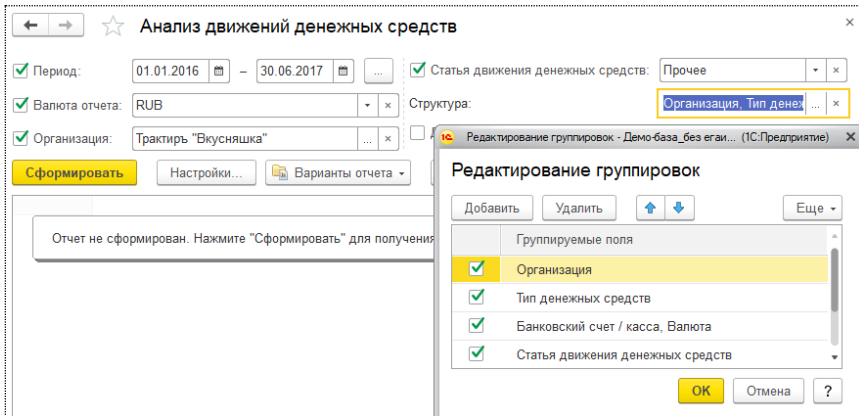 Анализ движений денежных средств
Период: 01.01.2016 – 30.06.2017 ... Статья движения денежных средств: Прочее
Валюта отчета: RUB Структура: Организация, Тип денеж ...
Организация: Трактиръ "Вкусняшка" ...
Редактирование группировок - Демо-база_без егаи... (1С:Предприятие)
Сформировать Настройки... Варианты отчета
Редактирование группировок
Добавить Удалить Еще
Отчет не сформирован. Нажмите "Сформировать" для получения
Группируемые поля
Организация
Тип денежных средств
Банковский счет / касса, Валюта
Статья движения денежных средств
OK Отмена ?